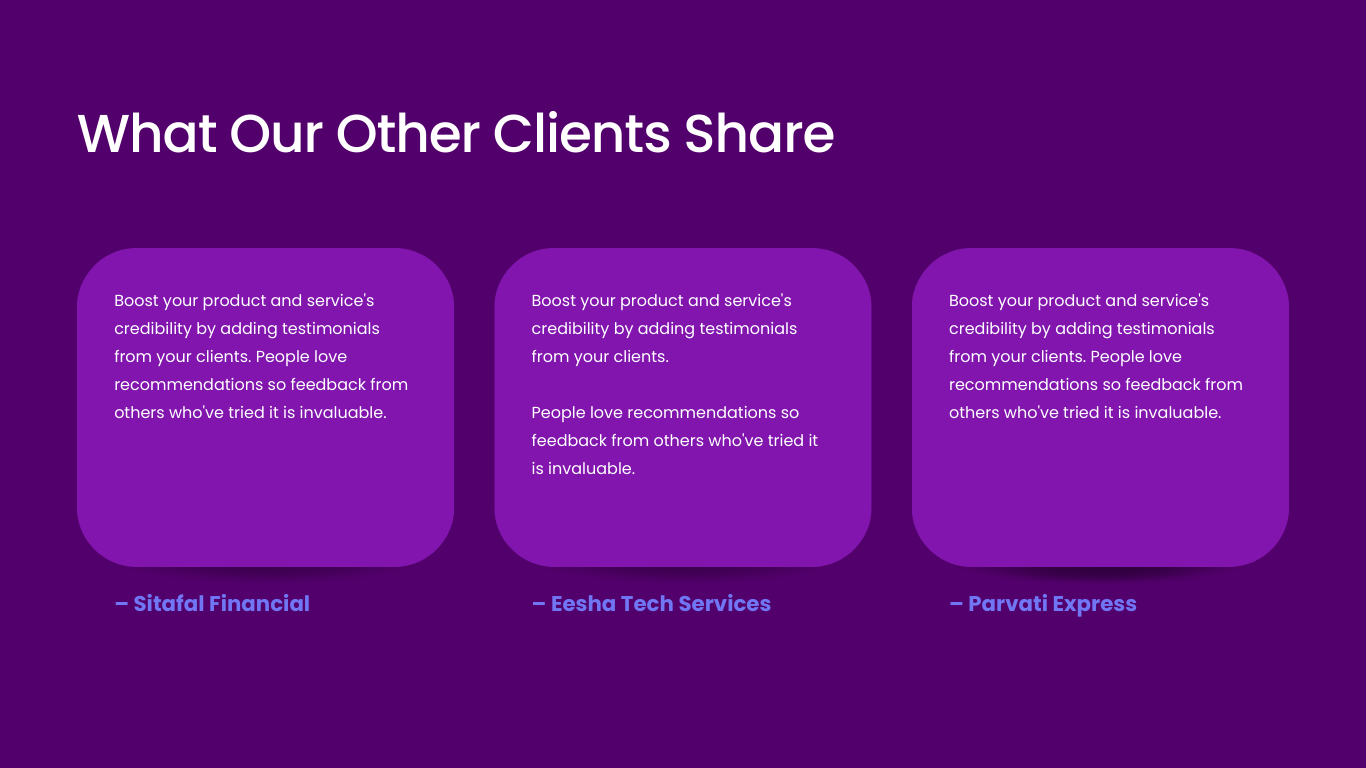 What Our Other Clients Share
Boost your product and service's
credibility by adding testimonials
from your clients. People love
recommendations so feedback from
others who've tried it is invaluable.
– Sitafal Financial
Boost your product and service's
credibility by adding testimonials
from your clients.
People love recommendations so
feedback from others who've tried it
is invaluable.
– Eesha Tech Services
Boost your product and service's
credibility by adding testimonials
from your clients. People love
recommendations so feedback from
others who've tried it is invaluable.
– Parvati Express